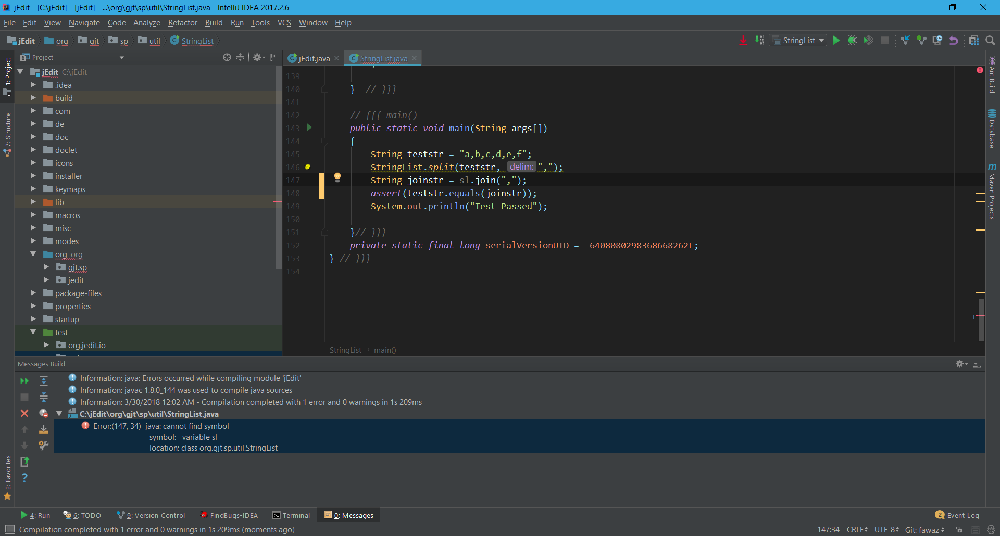 jEdit - [C:\jEdit] - [jEdit] - ...\org\gjt\sp\util\StringList.java - IntelliJ IDEA 2017.2.6
File Edit View Navigate Code Analyze Refactor Build Run Tools VCS Window Help
jEdit org gjt sp util StringList
StringList
1: Project
7: Structure
2: Favorites
Project
jEdit C:\jEdit
.idea
build
com
de
doc
doclet
icons
installer
keymaps
lib
macros
misc
modes
org org
gjt.sp
jedit
package-files
properties
startup
test
org.jedit.io
jEdit.java StringList.java
139
140 } // }}}
141
142 // {{{ main()
143 public static void main(String args[])
144 {
145 String teststr = "a,b,c,d,e,f";
146 StringList.split(teststr, delim: ",");
147 String joinstr = sl.join(",");
148 assert(teststr.equals(joinstr));
149 System.out.println("Test Passed");
150
151 }// }}}
152 private static final long serialVersionUID = -6408080298368668262L;
153 } // }}}
154
StringList main()
Ant Build
Database
Maven Projects
Messages Build
Information: java: Errors occurred while compiling module 'jEdit'
Information: javac 1.8.0_144 was used to compile java sources
Information: 3/30/2018 12:02 AM - Compilation completed with 1 error and 0 warnings in 1s 209ms
C:\jEdit\org\gjt\sp\util\StringList.java
Error:(147, 34) java: cannot find symbol
symbol: variable sl
location: class org.gjt.sp.util.StringList
4: Run 6: TODO 9: Version Control FindBugs-IDEA Terminal 0: Messages 2 Event Log
Compilation completed with 1 error and 0 warnings in 1s 209ms (moments ago) 147:34 CRLF UTF-8 Git: fawaz